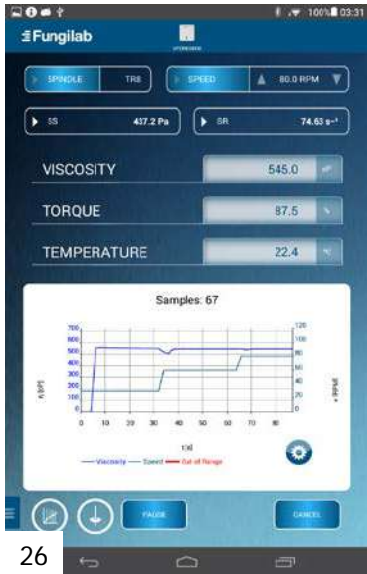 100% 03:31
Fungilab
SPINDLE TR8 SPEED 80.0 RPM
SS 437.2 Pa SR 74.63 s⁻¹
VISCOSITY 545.0 cP
TORQUE 87.5 %
TEMPERATURE 22.4 ºC
Samples: 67
700 120
600 100
500 80
400 60
300 40
200 20
100 0
0
0 10 20 30 40 50 60 70 80
t[s]
Viscosity Speed Out of Range
PAUSE CANCEL
26